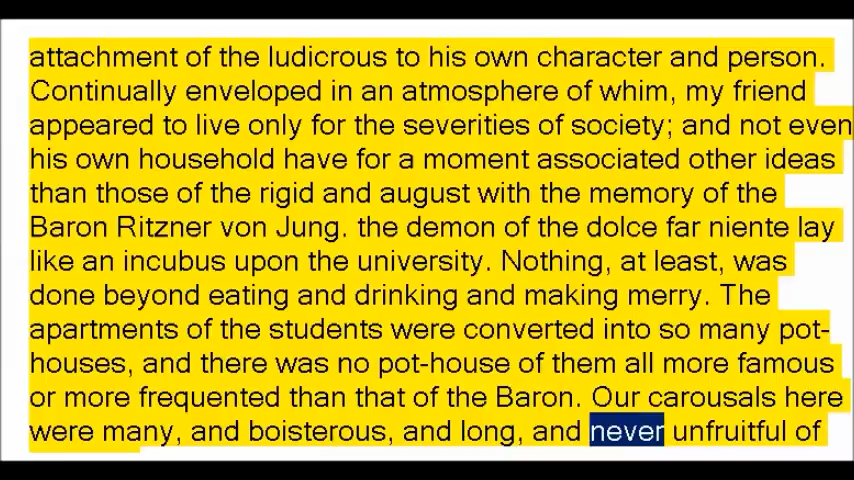 attachment of the ludicrous to his own character and person.
Continually enveloped in an atmosphere of whim, my friend
appeared to live only for the severities of society; and not even
his own household have for a moment associated other ideas
than those of the rigid and august with the memory of the
Baron Ritzner von Jung. the demon of the dolce far niente lay
like an incubus upon the university. Nothing, at least, was
done beyond eating and drinking and making merry. The
apartments of the students were converted into so many pot-
houses, and there was no pot-house of them all more famous
or more frequented than that of the Baron. Our carousals here
were many, and boisterous, and long, and never unfruitful of